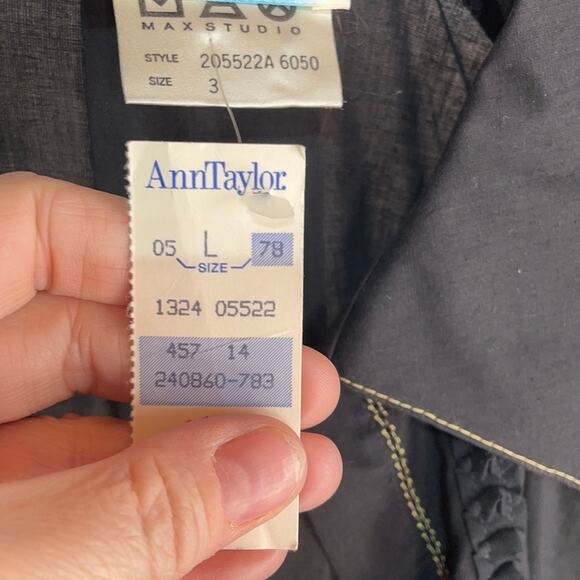 MAX STUDIO
STYLE 205522A 6050
SIZE 3
AnnTaylor
05 L 78
SIZE
1324 05522
457 14
240860-783